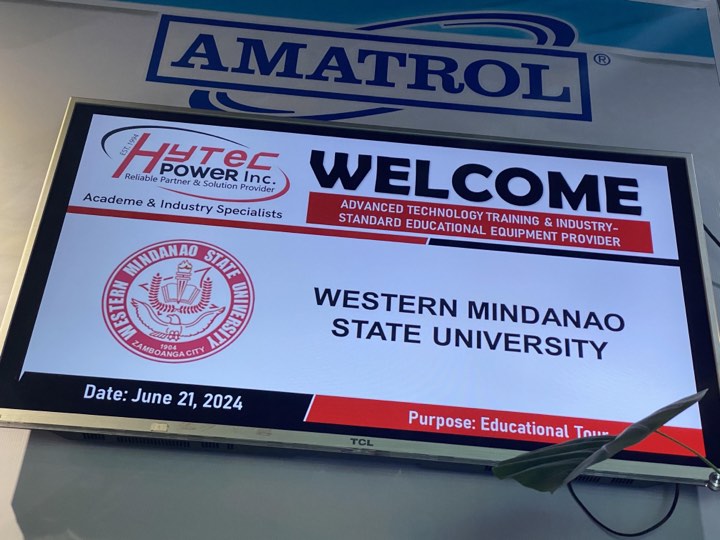 AMATROL®
EST. 1994
HYTEC
POWER Inc.
Reliable Partner & Solution Provider
Academe & Industry Specialists
WELCOME
ADVANCED TECHNOLOGY TRAINING & INDUSTRY-
STANDARD EDUCATIONAL EQUIPMENT PROVIDER
WESTERN MINDANAO STATE UNIVERSITY
1904
ZAMBOANGA CITY
WESTERN MINDANAO
STATE UNIVERSITY
Date: June 21, 2024
Purpose: Educational Tour
TCL